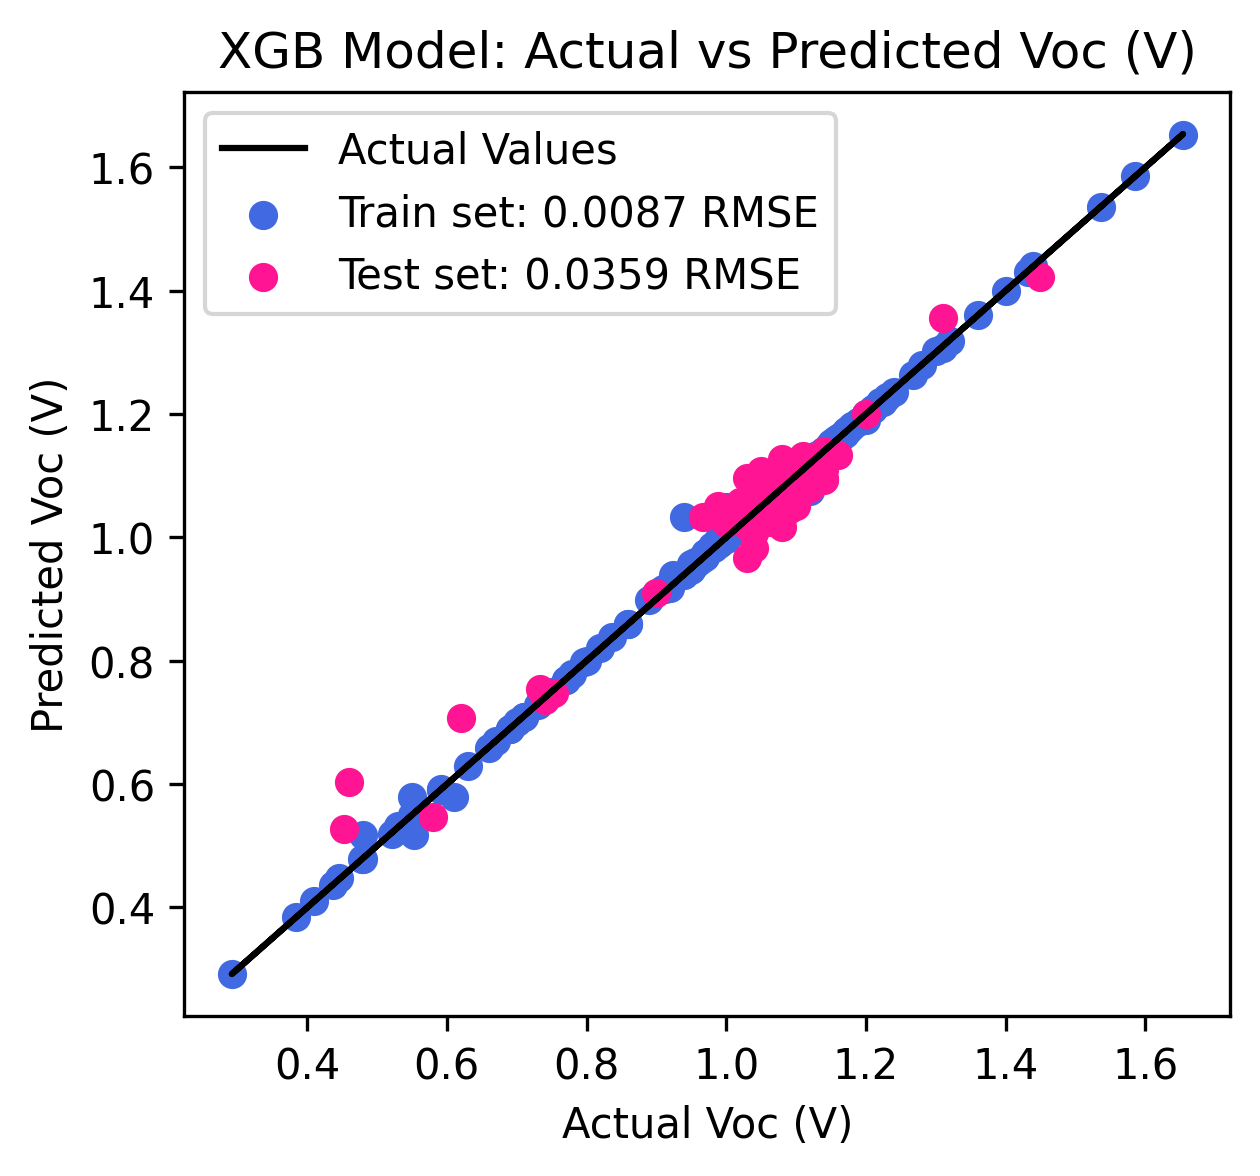 XGB Model: Actual vs Predicted Voc (V)
Actual Values
Train set: 0.0087 RMSE
Test set: 0.0359 RMSE
Predicted Voc (V)
1.6
1.4
1.2
1.0
0.8
0.6
0.4
0.4 0.6 0.8 1.0 1.2 1.4 1.6
Actual Voc (V)